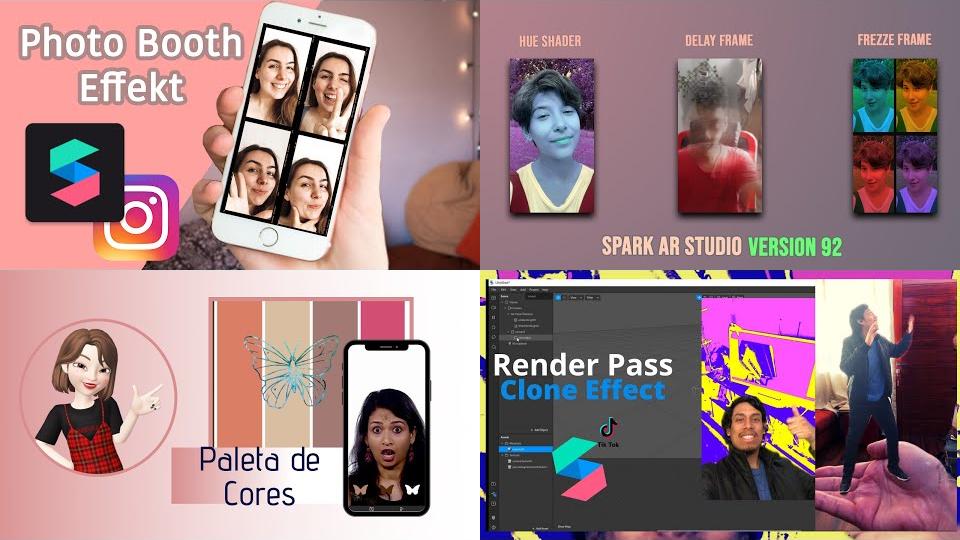 Photo Booth
Effekt
HUE SHADER
DELAY FRAME
FREZZE FRAME
SPARK AR STUDIO VERSION 92
Paleta de
Cores
Render Pass
Clone Effect
Tik Tok